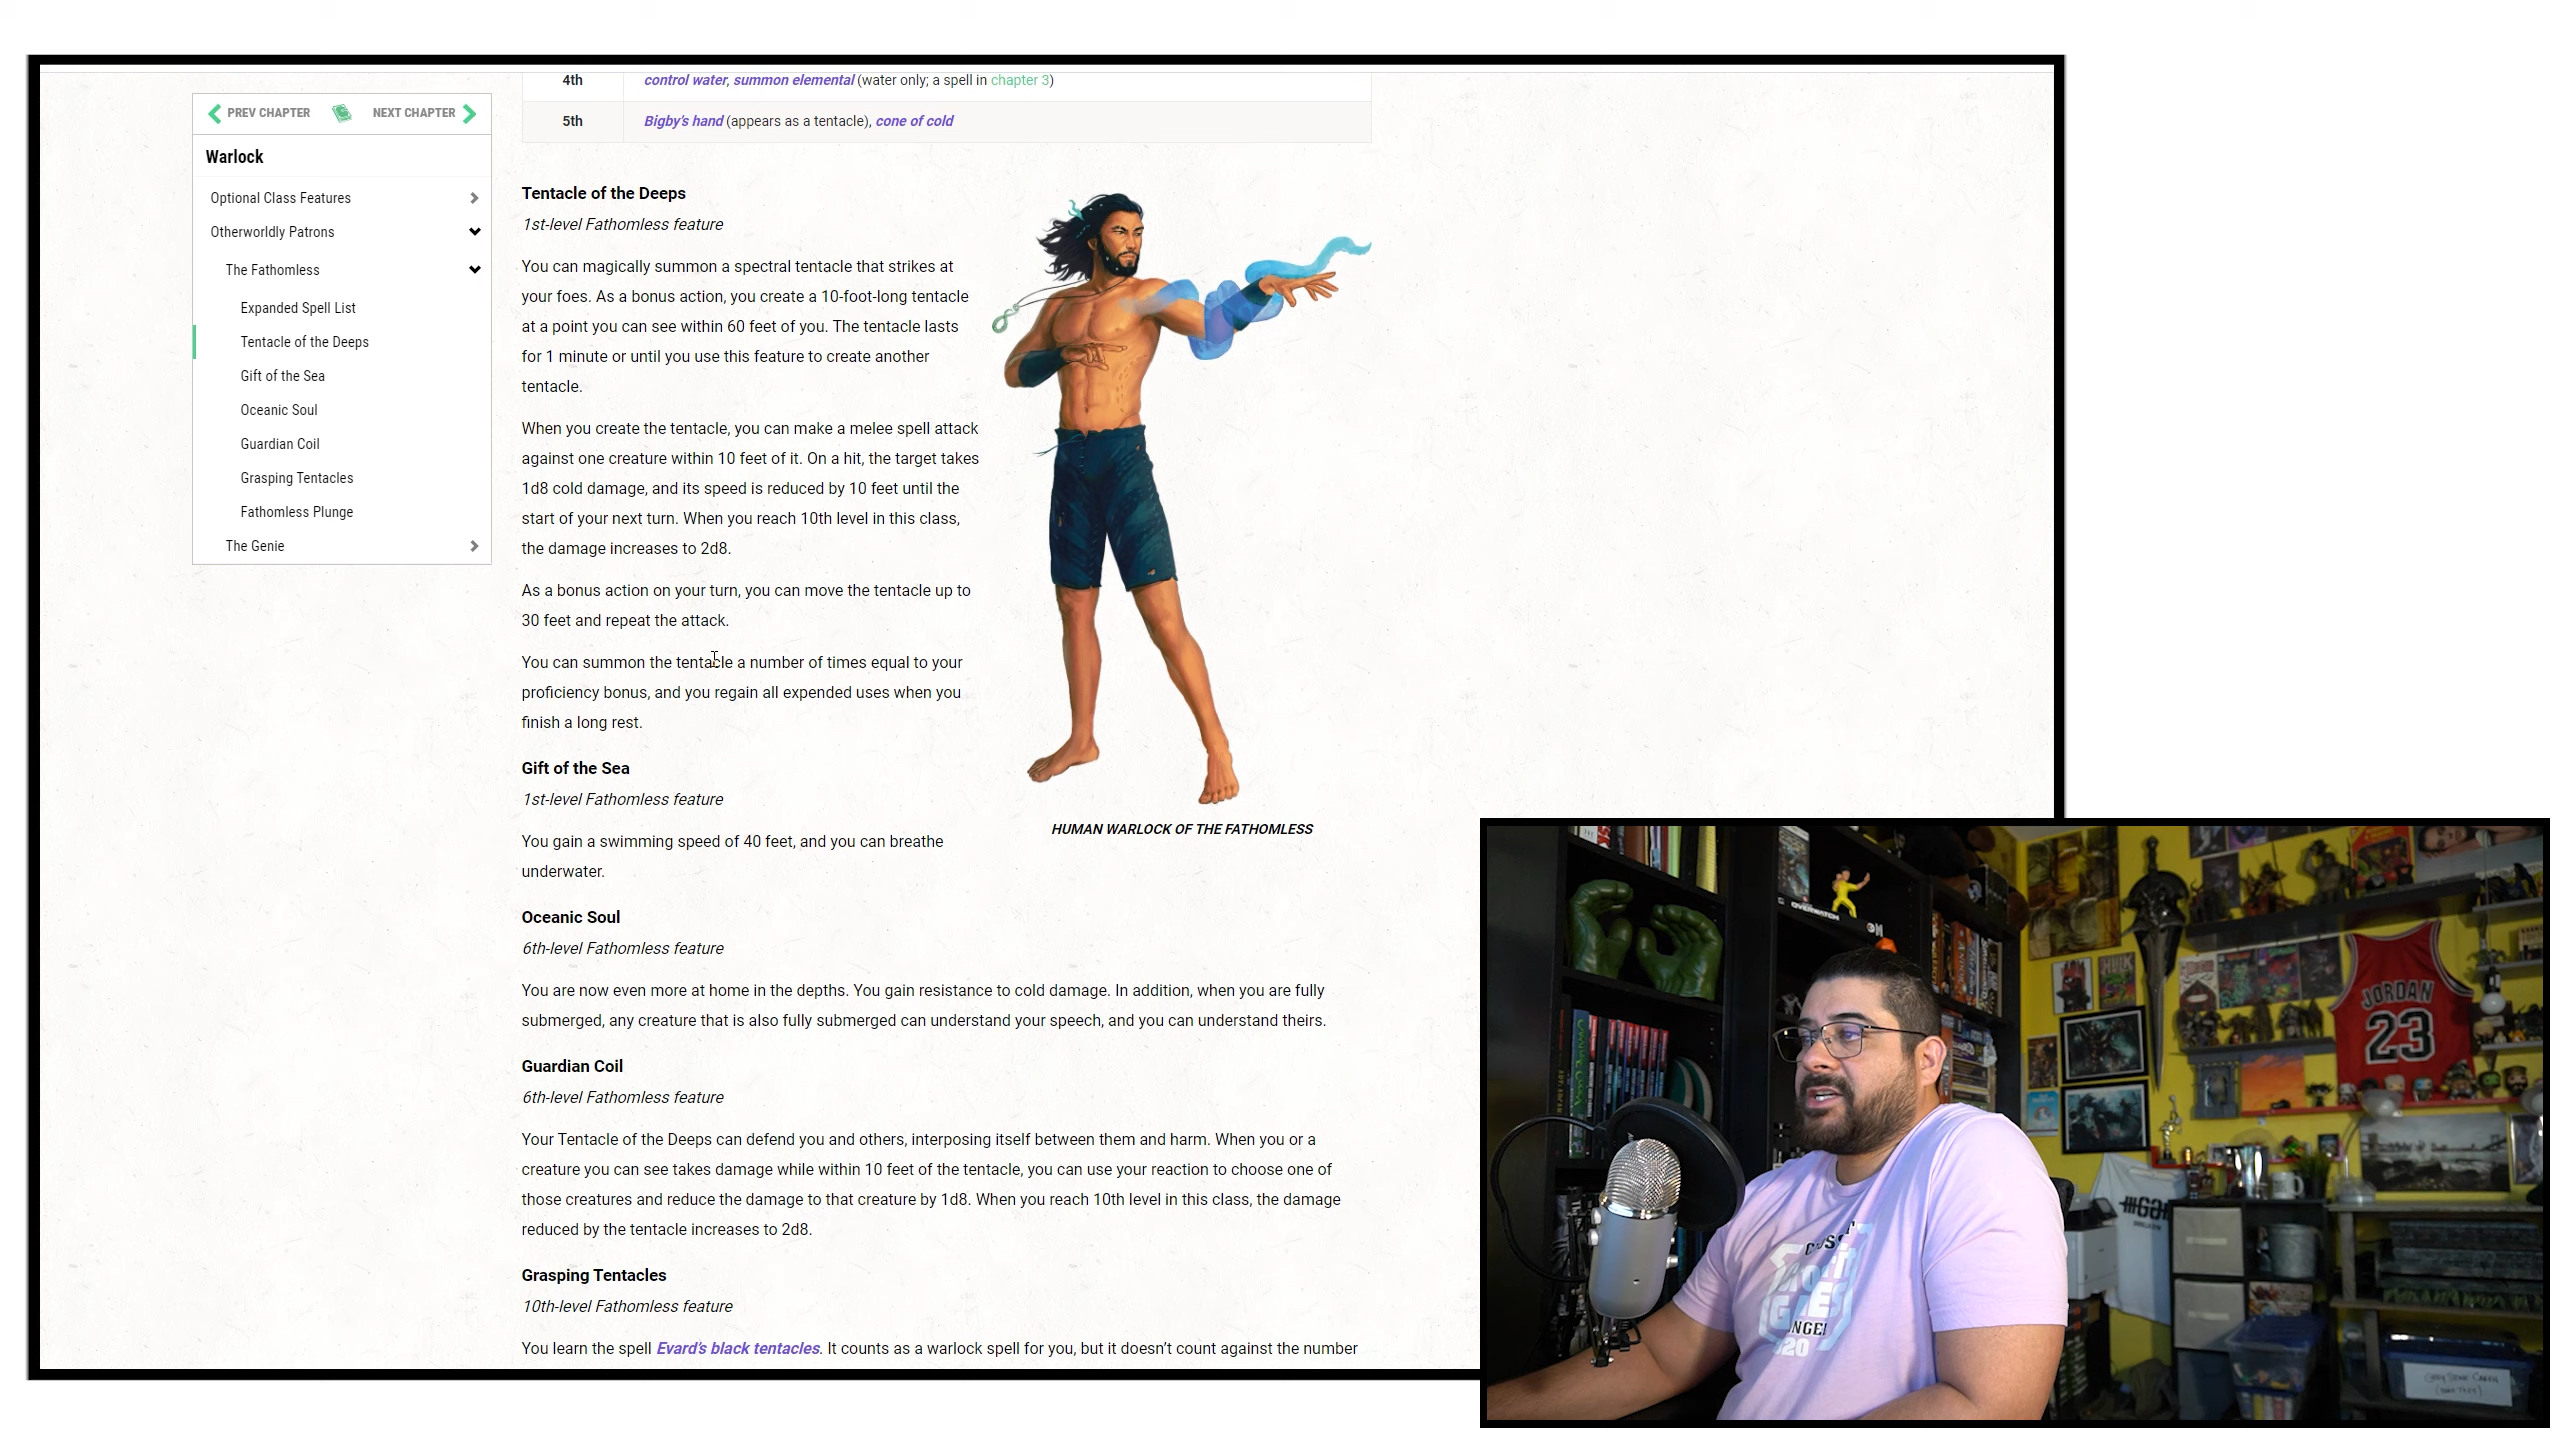 PREV CHAPTER NEXT CHAPTER
Warlock
Optional Class Features
Otherworldly Patrons
The Fathomless
Expanded Spell List
Tentacle of the Deeps
Gift of the Sea
Oceanic Soul
Guardian Coil
Grasping Tentacles
Fathomless Plunge
The Genie
4th control water, summon elemental (water only; a spell in chapter 3)
5th Bigby's hand (appears as a tentacle), cone of cold
Tentacle of the Deeps
1st-level Fathomless feature
You can magically summon a spectral tentacle that strikes at
your foes. As a bonus action, you create a 10-foot-long tentacle
at a point you can see within 60 feet of you. The tentacle lasts
for 1 minute or until you use this feature to create another
tentacle.
When you create the tentacle, you can make a melee spell attack
against one creature within 10 feet of it. On a hit, the target takes
1d8 cold damage, and its speed is reduced by 10 feet until the
start of your next turn. When you reach 10th level in this class,
the damage increases to 2d8.
As a bonus action on your turn, you can move the tentacle up to
30 feet and repeat the attack.
You can summon the tentacle a number of times equal to your
proficiency bonus, and you regain all expended uses when you
finish a long rest.
HUMAN WARLOCK OF THE FATHOMLESS
Gift of the Sea
1st-level Fathomless feature
You gain a swimming speed of 40 feet, and you can breathe
underwater.
Oceanic Soul
6th-level Fathomless feature
You are now even more at home in the depths. You gain resistance to cold damage. In addition, when you are fully
submerged, any creature that is also fully submerged can understand your speech, and you can understand theirs.
Guardian Coil
6th-level Fathomless feature
Your Tentacle of the Deeps can defend you and others, interposing itself between them and harm. When you or a
creature you can see takes damage while within 10 feet of the tentacle, you can use your reaction to choose one of
those creatures and reduce the damage to that creature by 1d8. When you reach 10th level in this class, the damage
reduced by the tentacle increases to 2d8.
Grasping Tentacles
10th-level Fathomless feature
You learn the spell Evard's black tentacles. It counts as a warlock spell for you, but it doesn't count against the number
OVERWATCH
JORDAN
23